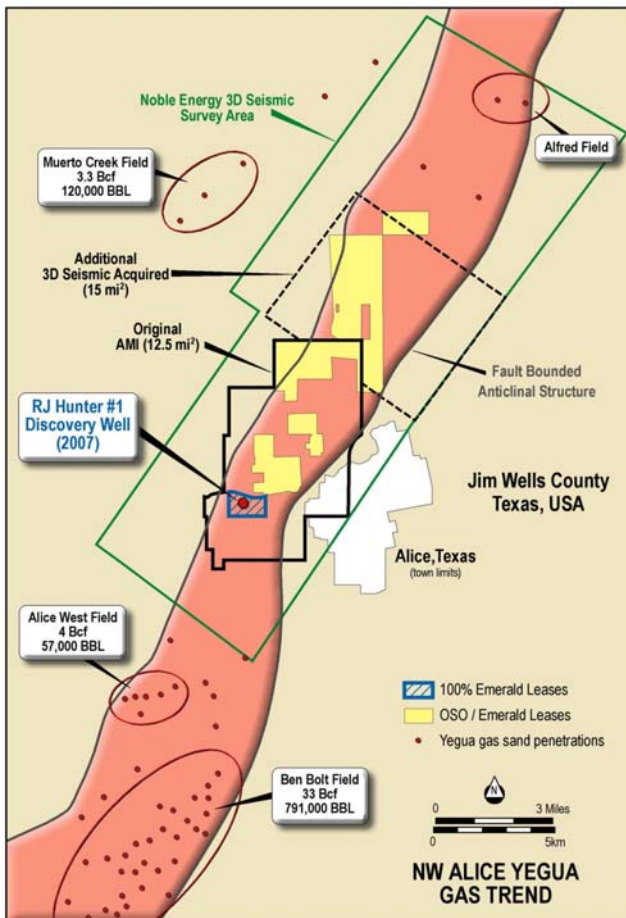 Noble Energy 3D Seismic
Survey Area
Muerto Creek Field
3.3 Bcf
120,000 BBL
Alfred Field
Additional
3D Seismic Acquired
(15 mi²)
Original
AMI (12.5 mi²)
Fault Bounded
Anticlinal Structure
RJ Hunter #1
Discovery Well
(2007)
Jim Wells County
Texas, USA
Alice,Texas
(town limits)
Alice West Field
4 Bcf
57,000 BBL
100% Emerald Leases
OSO / Emerald Leases
Yegua gas sand penetrations
Ben Bolt Field
33 Bcf
791,000 BBL
N
0 3 Miles
0 5km
NW ALICE YEGUA
GAS TREND